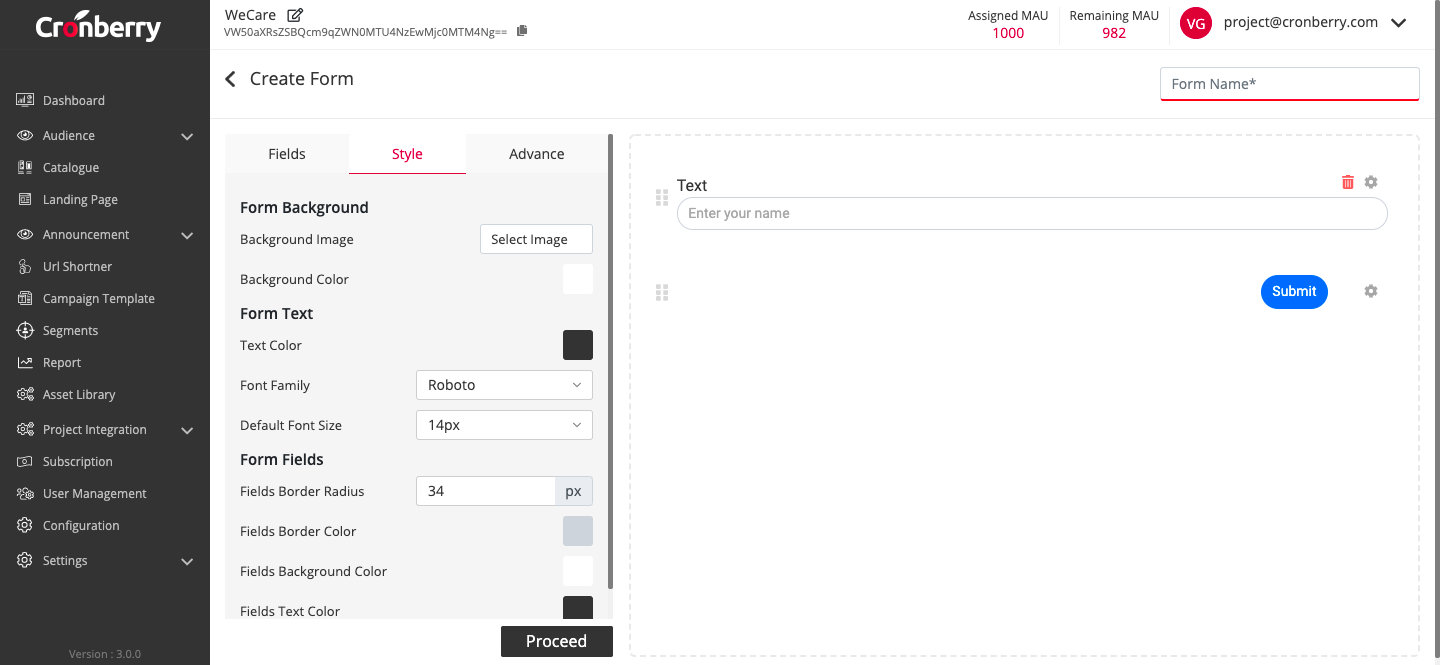 Cronberry
WeCare
VW50aXRsZSBQcm9qZWN0MTU4NzEwMjc0MTM4Ng==
Assigned MAU
1000
Remaining MAU
982
VG
project@cronberry.com
Create Form
Form Name*
Dashboard
Audience
Catalogue
Landing Page
Announcement
Url Shortner
Campaign Template
Segments
Report
Asset Library
Project Integration
Subscription
User Management
Configuration
Settings
Version : 3.0.0
Fields
Style
Advance
Form Background
Background Image
Select Image
Background Color
Form Text
Text Color
Font Family
Roboto
Default Font Size
14px
Form Fields
Fields Border Radius
34
px
Fields Border Color
Fields Background Color
Fields Text Color
Proceed
Text
Enter your name
Submit